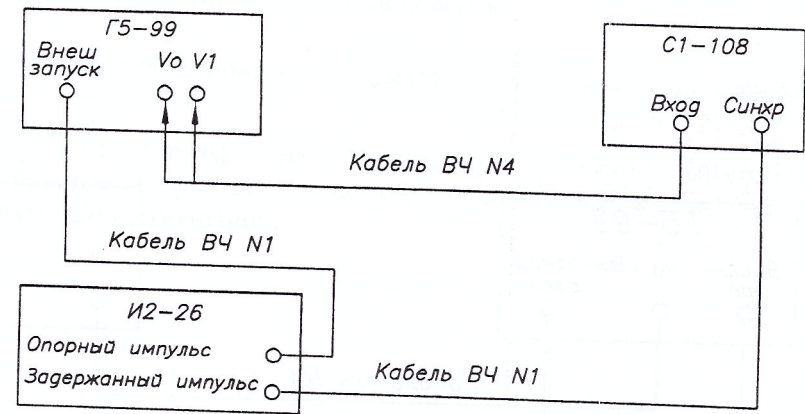 Г5-99
Внеш
запуск
Vo V1
С1-108
Вход Синхр
Кабель ВЧ N4
Кабель ВЧ N1
И2-26
Опорный импульс
Задержанный импульс
Кабель ВЧ N1